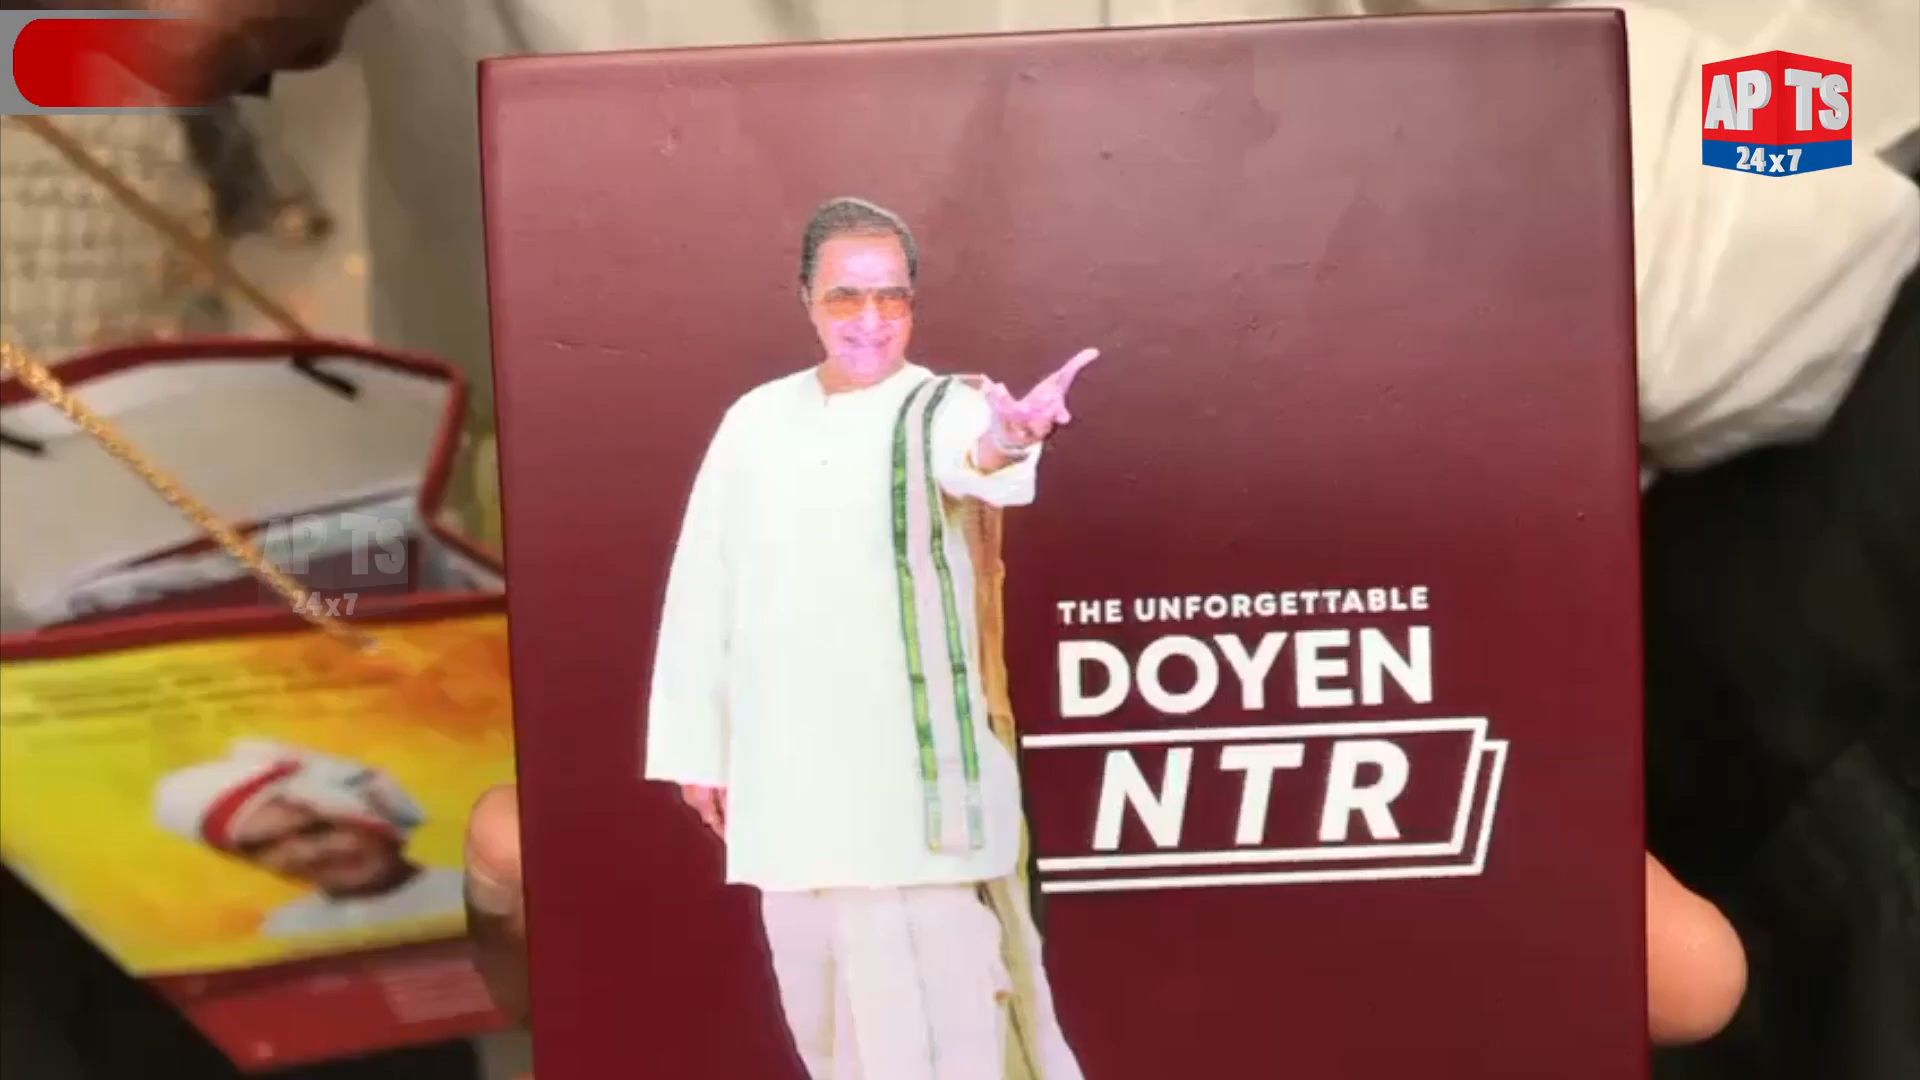 AP TS
24x7
AP TS
24x7
THE UNFORGETTABLE
DOYEN
NTR